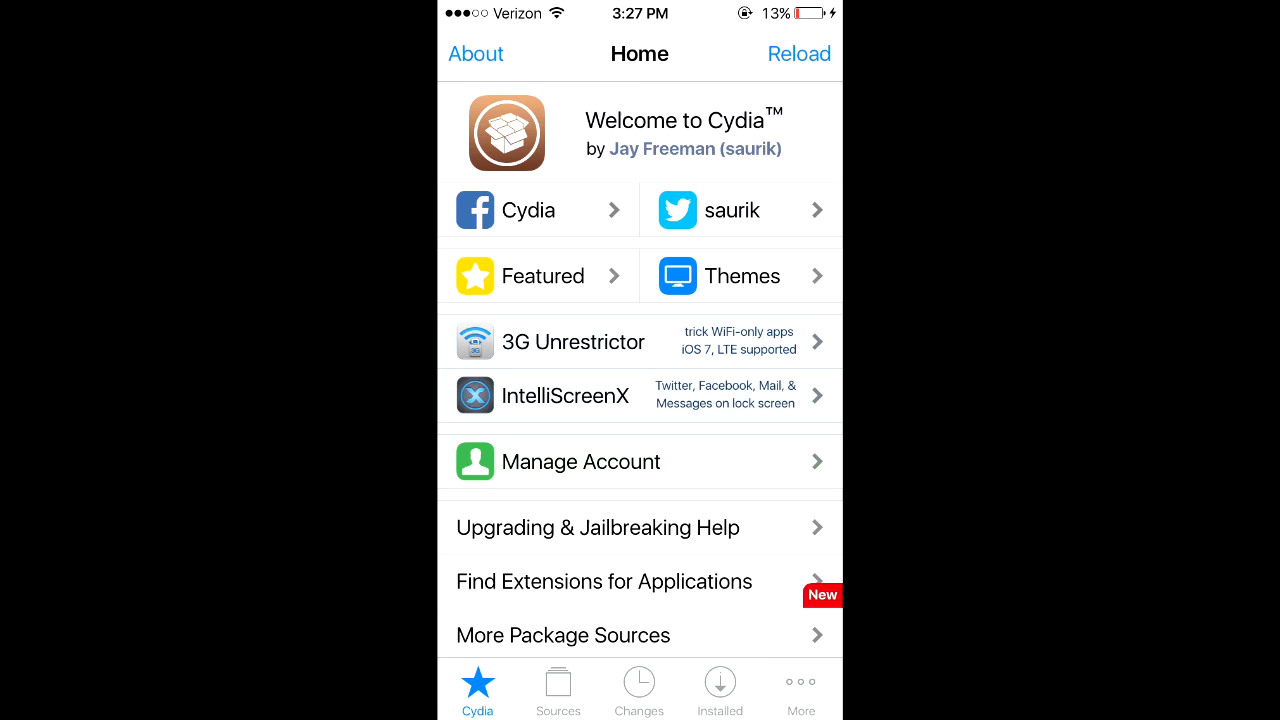 Verizon 3:27 PM 13%
About Home Reload
Welcome to Cydia™
by Jay Freeman (saurik)
Cydia saurik
Featured Themes
3G
3G Unrestrictor
trick WiFi-only apps
iOS 7, LTE supported
X
IntelliScreenX
Twitter, Facebook, Mail, &
Messages on lock screen
Manage Account
Upgrading & Jailbreaking Help
Find Extensions for Applications
New
More Package Sources
Cydia Sources Changes Installed More